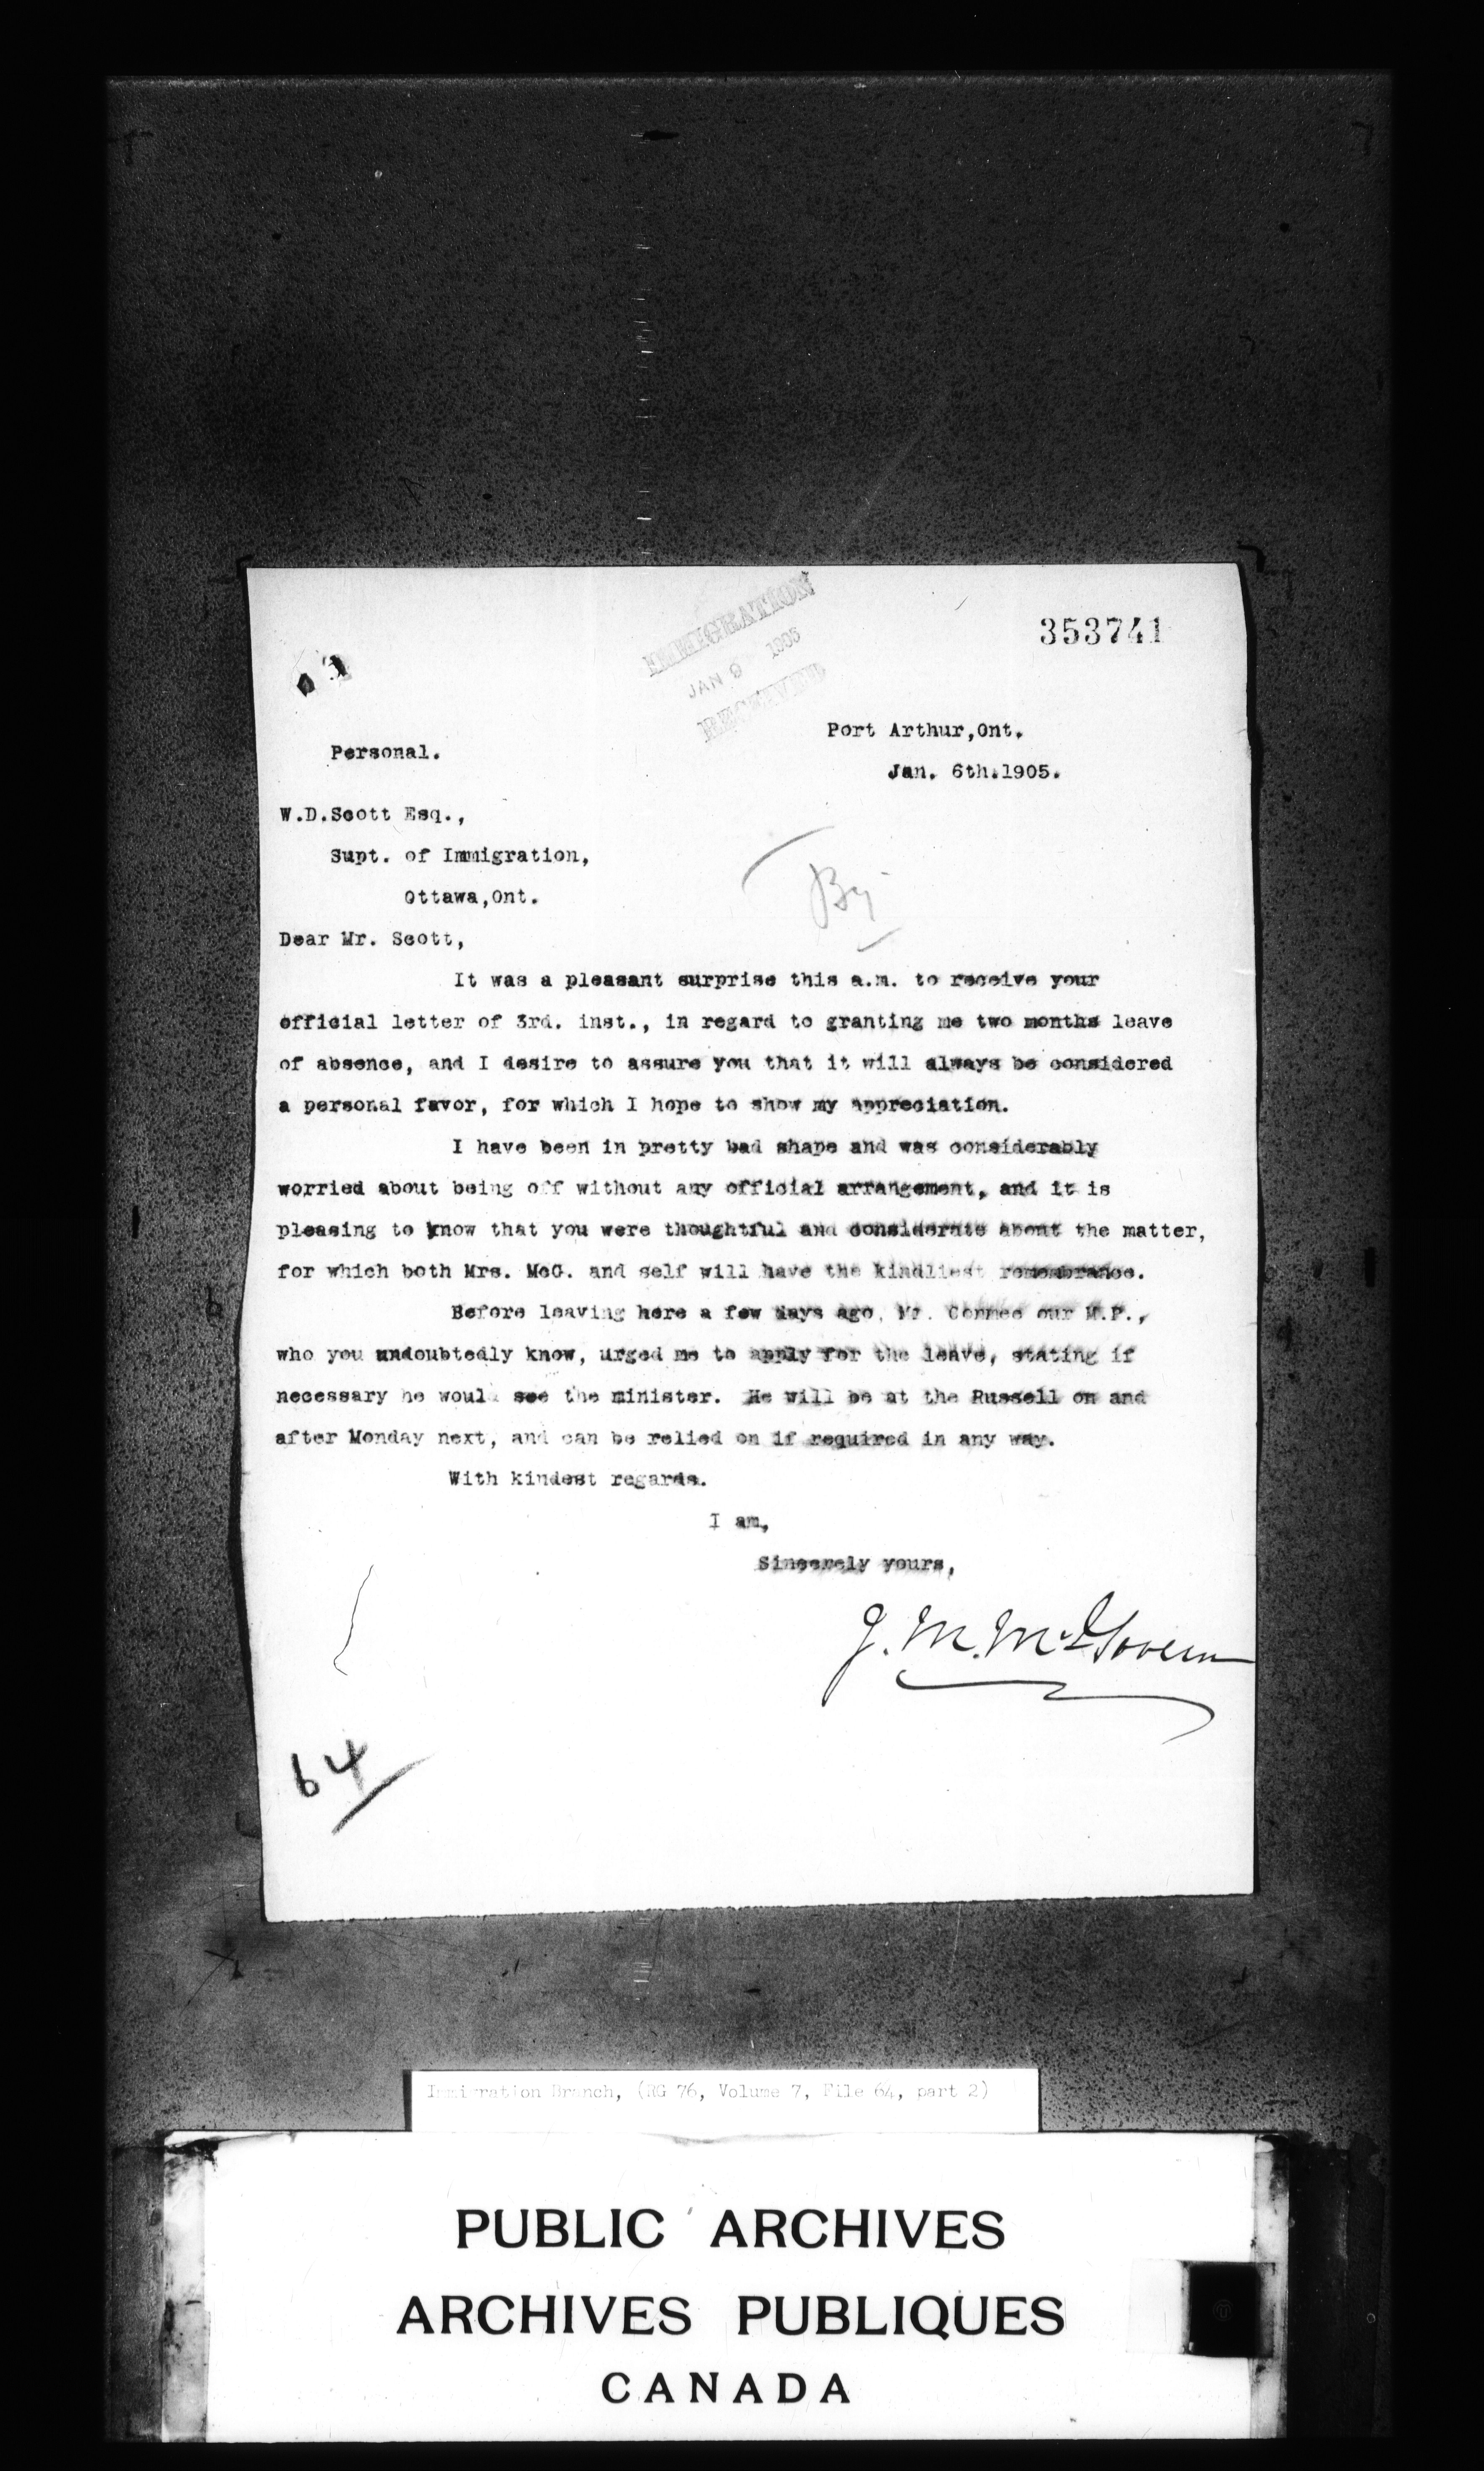 IMMIGRATION
JAN 9 1905
RECEIVED
353741
Port Arthur,Ont.
Personal.
Jan. 6th.1905.
W.D.Scott Esq.,
Supt. of Immigration,
Ottawa,Ont.
By
Dear Mr. Scott,
It was a pleasant surprise this a.m. to receive your
official letter of 3rd. inst., in regard to granting me two months leave
of absence, and I desire to assure you that it will always be considered
a personal favor, for which I hope to show my appreciation.
I have been in pretty bad shape and was considerably
worried about being off without any official arrangement, and it is
pleasing to know that you were thoughtful and considerate about the matter,
for which both Mrs. McG. and self will have the kindliest remembrance.
Before leaving here a few days ago, Mr. Conmee our M.P.,
who you undoubtedly know, urged me to apply for the leave, stating if
necessary he would see the minister. He will be at the Russell on and
after Monday next, and can be relied on if required in any way.
With kindest regards.
I am,
Sincerely yours,
J. M. McGovern
64
Immigration Branch, (RG 76, Volume 7, File 64, part 2)
PUBLIC ARCHIVES
ARCHIVES PUBLIQUES
CANADA